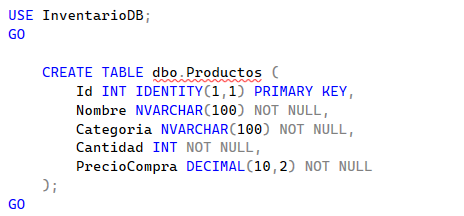 USE InventarioDB;
GO
CREATE TABLE dbo.Productos (
Id INT IDENTITY(1,1) PRIMARY KEY,
Nombre NVARCHAR(100) NOT NULL,
Categoria NVARCHAR(100) NOT NULL,
Cantidad INT NOT NULL,
PrecioCompra DECIMAL(10,2) NOT NULL
);
GO